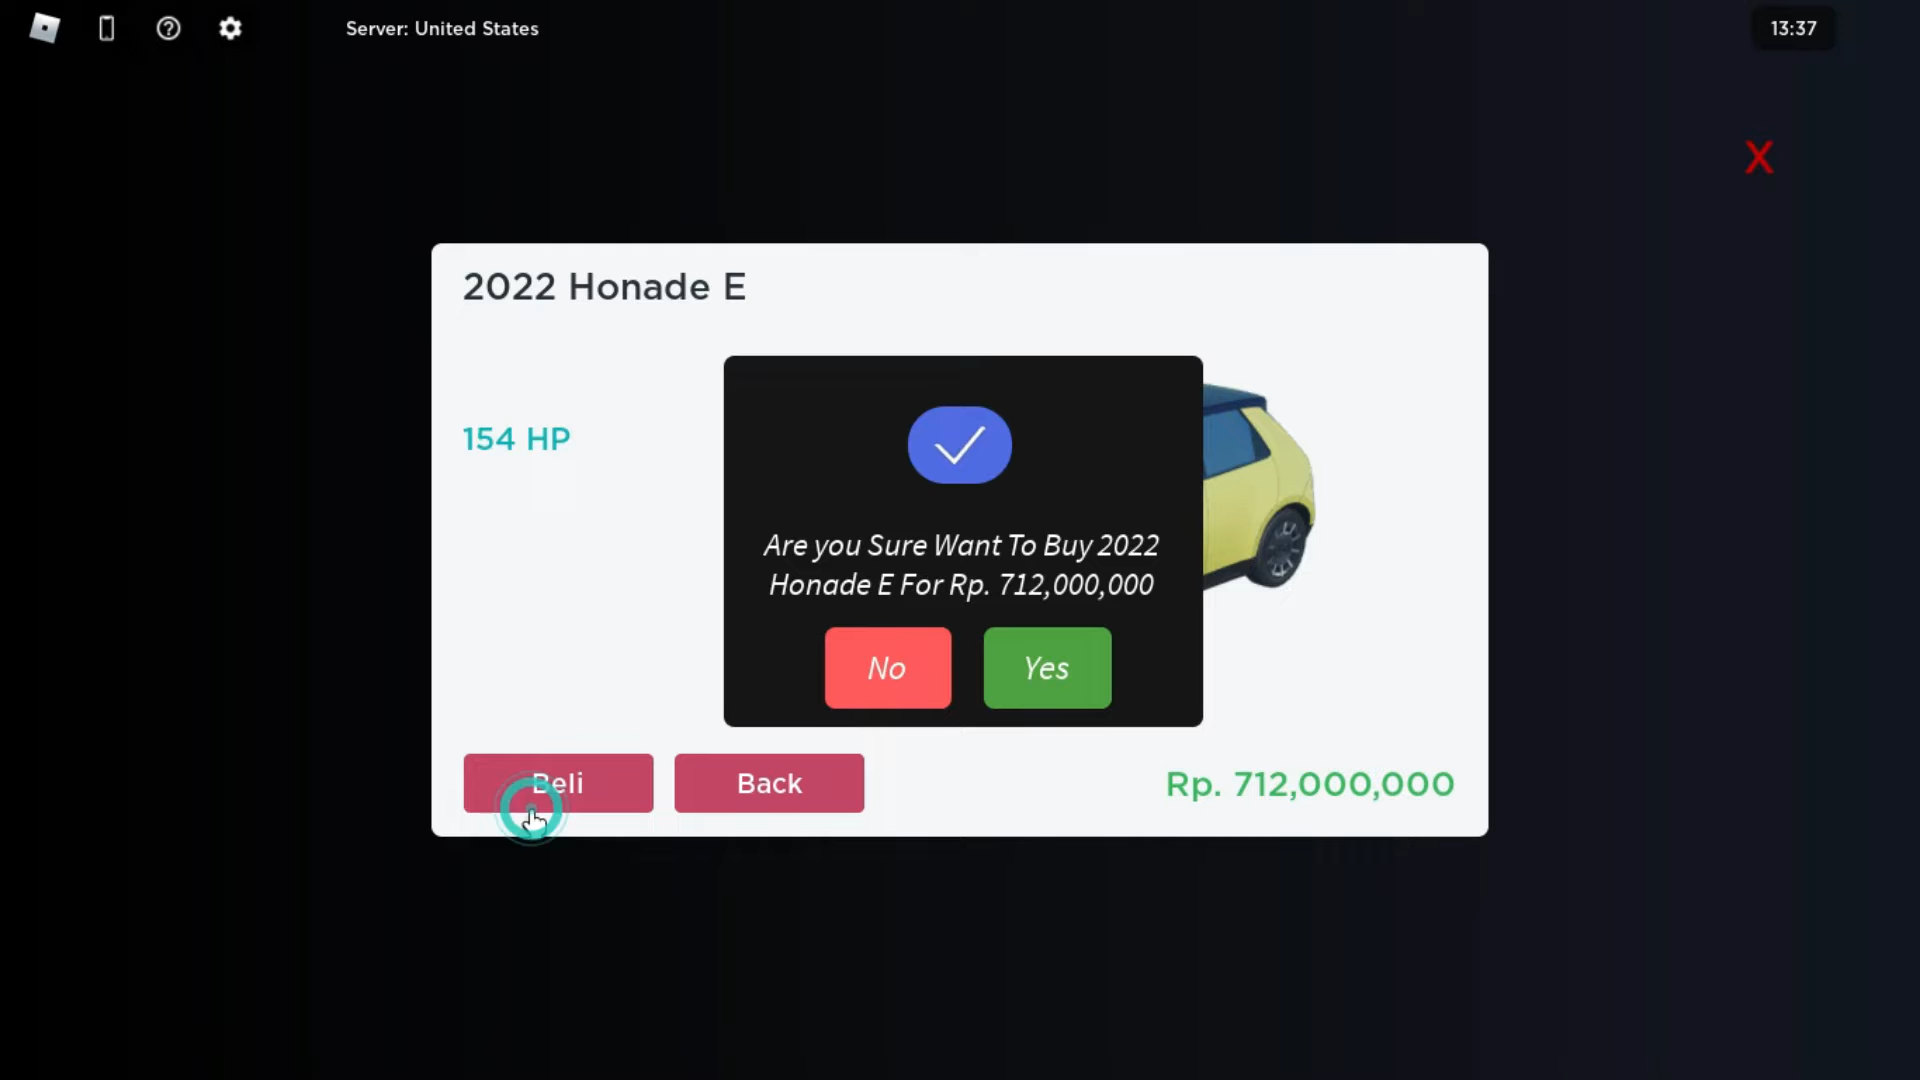 Server: United States
13:37
X
2022 Honade E
154 HP
Are you Sure Want To Buy 2022
Honade E For Rp. 712,000,000
No
Yes
Beli
Back
Rp. 712,000,000